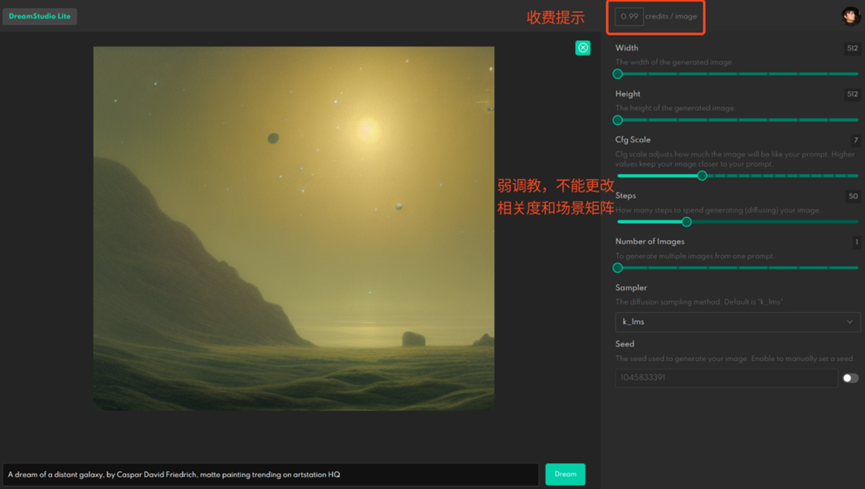 DreamStudio Lite
收费提示
0.99 credits / image
Width
512
The width of the generated image.
Height
512
The height of the generated image.
Cfg Scale
7
Cfg scale adjusts how much the image will be like your prompt. Higher
values keep your image closer to your prompt.
弱调教，不能更改
相关度和场景矩阵
Steps
50
How many steps to spend generating (diffusing) your image.
Number of Images
1
To generate multiple images from one prompt.
Sampler
The diffusion sampling method. Default is 'k_lms'
k_lms
Seed
The seed used to generate your image. Enable to manually set a seed.
1045833391
A dream of a distant galaxy, by Caspar David Friedrich, matte painting trending on artstation HQ
Dream